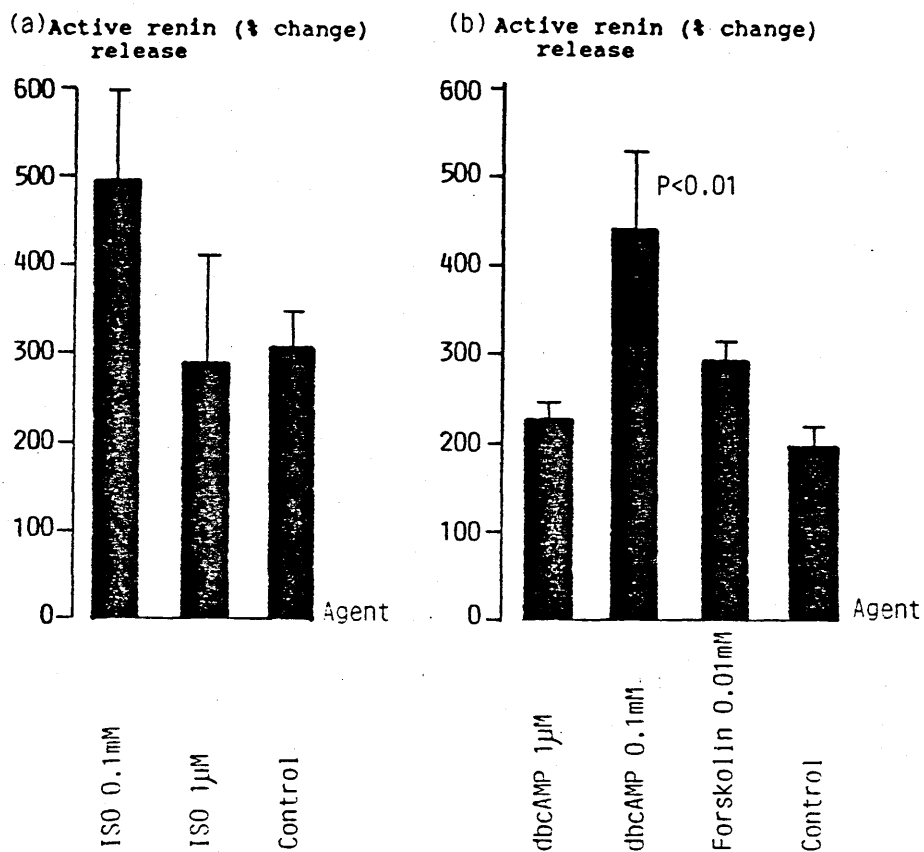 (a) Active renin (% change)
release
600
500
400
300
200
100
0
Agent
ISO 0.1mM
ISO 1µM
Control
(b) Active renin (% change)
release
600
500
400
300
200
100
0
P<0.01
Agent
dbcAMP 1µM
dbcAMP 0.1mM
Forskolin 0.01mM
Control